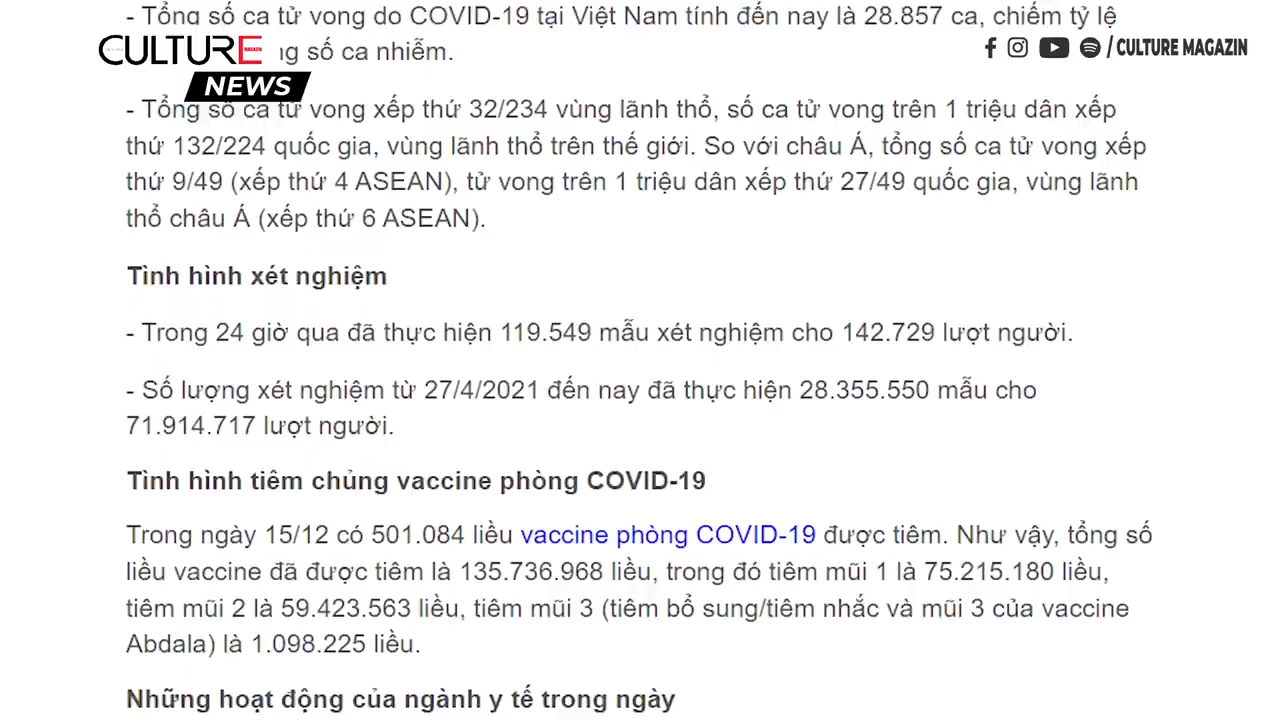 - Tổng số ca tử vong do COVID-19 tại Việt Nam tính đến nay là 28.857 ca, chiếm tỷ lệ
CULTURE
MAGAZIN
số ca nhiễm.
NEWS
/ CULTURE MAGAZIN
- Tổng số ca tử vong xếp thứ 32/234 vùng lãnh thổ, số ca tử vong trên 1 triệu dân xếp
thứ 132/224 quốc gia, vùng lãnh thổ trên thế giới. So với châu Á, tổng số ca tử vong xếp
thứ 9/49 (xếp thứ 4 ASEAN), tử vong trên 1 triệu dân xếp thứ 27/49 quốc gia, vùng lãnh
thổ châu Á (xếp thứ 6 ASEAN).
Tình hình xét nghiệm
- Trong 24 giờ qua đã thực hiện 119.549 mẫu xét nghiệm cho 142.729 lượt người.
- Số lượng xét nghiệm từ 27/4/2021 đến nay đã thực hiện 28.355.550 mẫu cho
71.914.717 lượt người.
Tình hình tiêm chủng vaccine phòng COVID-19
Trong ngày 15/12 có 501.084 liều vaccine phòng COVID-19 được tiêm. Như vậy, tổng số
liều vaccine đã được tiêm là 135.736.968 liều, trong đó tiêm mũi 1 là 75.215.180 liều,
tiêm mũi 2 là 59.423.563 liều, tiêm mũi 3 (tiêm bổ sung/tiêm nhắc và mũi 3 của vaccine
Abdala) là 1.098.225 liều.
Những hoạt động của ngành y tế trong ngày